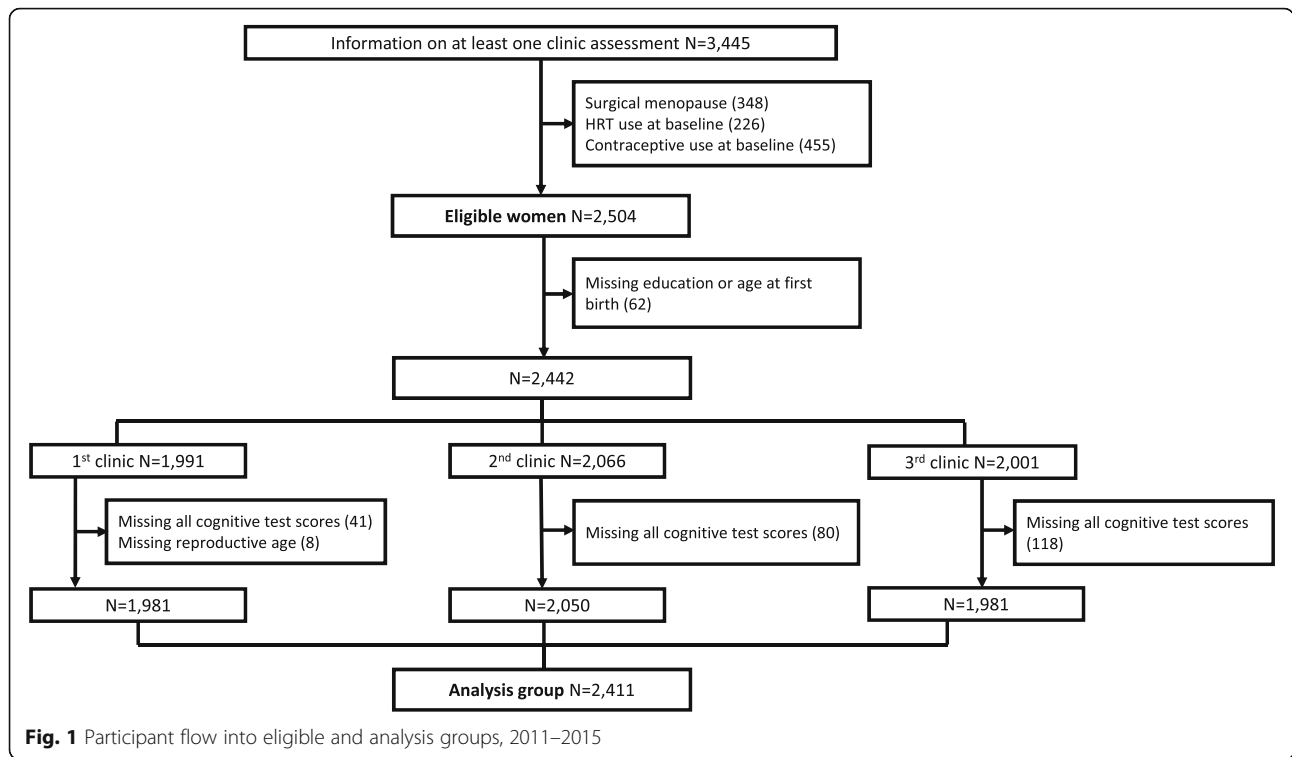 Information on at least one clinic assessment N=3,445
Surgical menopause (348)
HRT use at baseline (226)
Contraceptive use at baseline (455)
Eligible women N=2,504
Missing education or age at first
birth (62)
N=2,442
1st clinic N=1,991
2nd clinic N=2,066
3rd clinic N=2,001
Missing all cognitive test scores (41)
Missing reproductive age (8)
Missing all cognitive test scores (80)
Missing all cognitive test scores
(118)
N=1,981
N=2,050
N=1,981
Analysis group N=2,411
Fig. 1 Participant flow into eligible and analysis groups, 2011–2015